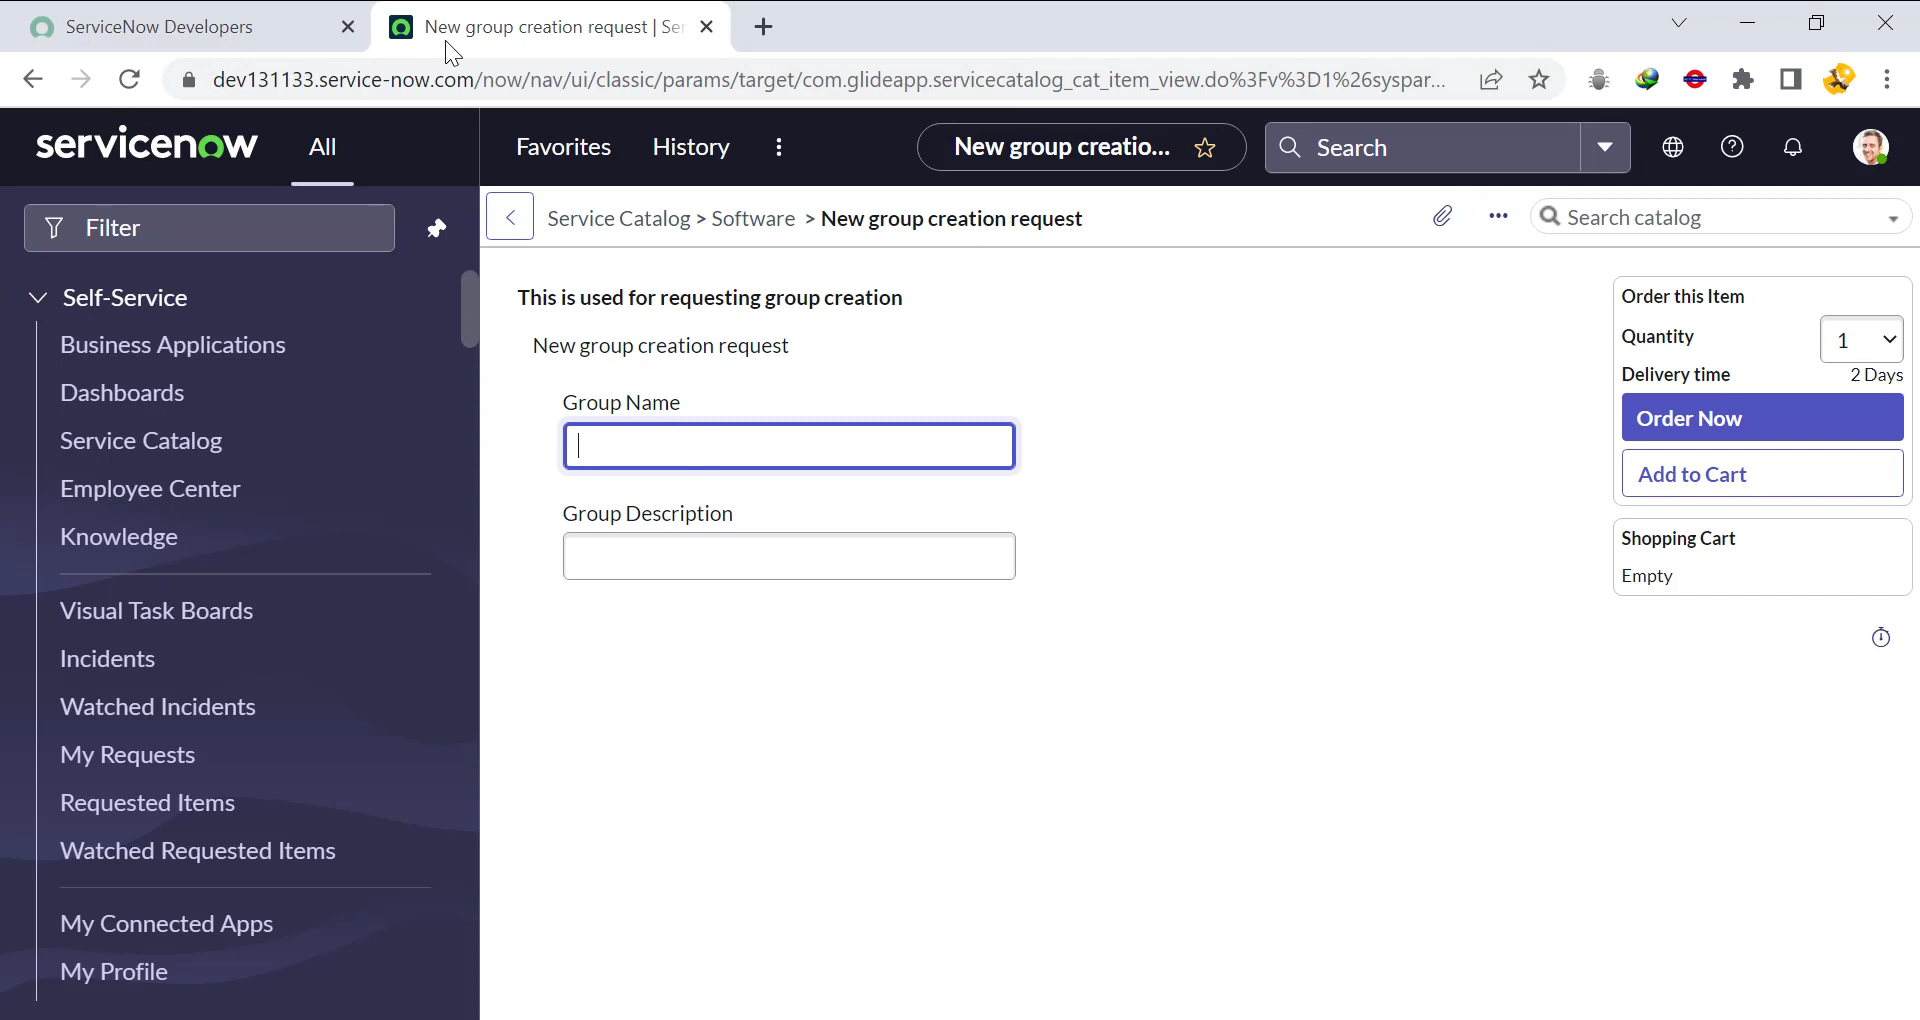 ServiceNow Developers
New group creation request | Ser
dev131133.service-now.com/now/nav/ui/classic/params/target/com.glideapp.servicecatalog_cat_item_view.do%3Fv%3D1%26syspar...
servicenow
All
Favorites
History
New group creatio...
Search
Filter
Service Catalog > Software > New group creation request
Search catalog
Self-Service
Business Applications
Dashboards
Service Catalog
Employee Center
Knowledge
Visual Task Boards
Incidents
Watched Incidents
My Requests
Requested Items
Watched Requested Items
My Connected Apps
My Profile
This is used for requesting group creation
New group creation request
Group Name
Group Description
Order this Item
Quantity
1
Delivery time
2 Days
Order Now
Add to Cart
Shopping Cart
Empty